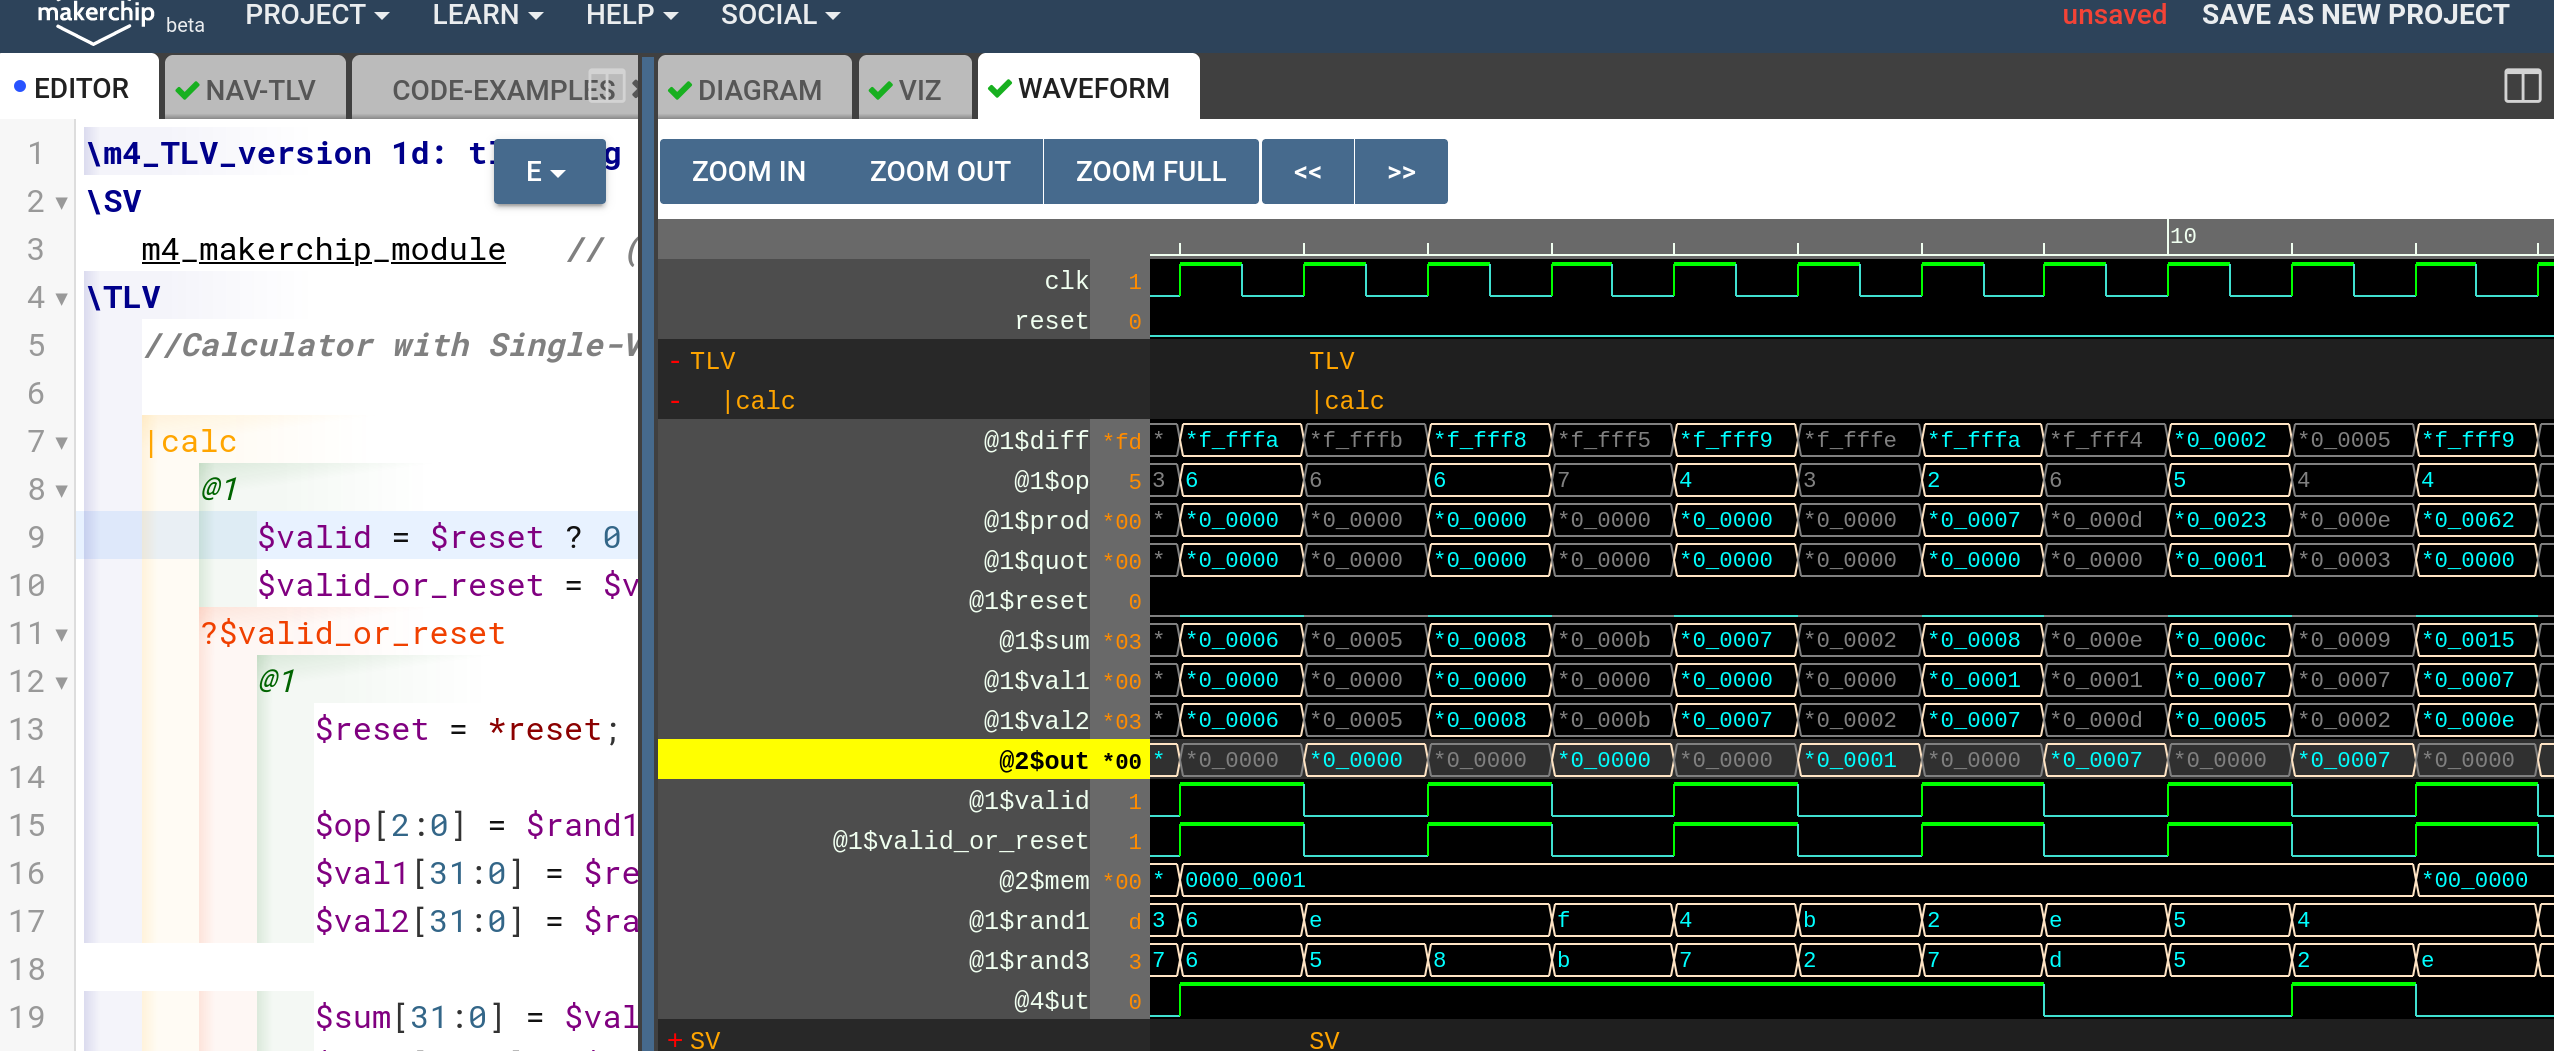 makerchip beta PROJECT LEARN HELP SOCIAL unsaved SAVE AS NEW PROJECT
EDITOR NAV-TLV CODE-EXAMPLES DIAGRAM VIZ WAVEFORM
E ZOOM IN ZOOM OUT ZOOM FULL << >>
1 \m4_TLV_version 1d: tl g
2 \SV
3 m4_makerchip_module // (
4 \TLV
5 //Calculator with Single-V
6
7 |calc
8 @1
9 $valid = $reset ? 0
10 $valid_or_reset = $v
11 ?$valid_or_reset
12 @1
13 $reset = *reset;
14
15 $op[2:0] = $rand1
16 $val1[31:0] = $re
17 $val2[31:0] = $ra
18
19 $sum[31:0] = $val
10
clk 1
reset 0
- TLV TLV
- |calc |calc
@1$diff *fd * *f_fffa *f_fffb *f_fff8 *f_fff5 *f_fff9 *f_fffe *f_fffa *f_fff4 *0_0002 *0_0005 *f_fff9
@1$op 5 3 6 6 6 7 4 3 2 6 5 4 4
@1$prod *00 * *0_0000 *0_0000 *0_0000 *0_0000 *0_0000 *0_0000 *0_0007 *0_000d *0_0023 *0_000e *0_0062
@1$quot *00 * *0_0000 *0_0000 *0_0000 *0_0000 *0_0000 *0_0000 *0_0000 *0_0000 *0_0001 *0_0003 *0_0000
@1$reset 0
@1$sum *03 * *0_0006 *0_0005 *0_0008 *0_000b *0_0007 *0_0002 *0_0008 *0_000e *0_000c *0_0009 *0_0015
@1$val1 *00 * *0_0000 *0_0000 *0_0000 *0_0000 *0_0000 *0_0000 *0_0001 *0_0001 *0_0007 *0_0007 *0_0007
@1$val2 *03 * *0_0006 *0_0005 *0_0008 *0_000b *0_0007 *0_0002 *0_0007 *0_000d *0_0005 *0_0002 *0_000e
@2$out *00 * *0_0000 *0_0000 *0_0000 *0_0000 *0_0000 *0_0001 *0_0000 *0_0007 *0_0000 *0_0007 *0_0000
@1$valid 1
@1$valid_or_reset 1
@2$mem *00 * 0000_0001 *00_0000
@1$rand1 d 3 6 e f 4 b 2 e 5 4
@1$rand3 3 7 6 5 8 b 7 2 7 d 5 2 e
@4$ut 0
+ SV SV